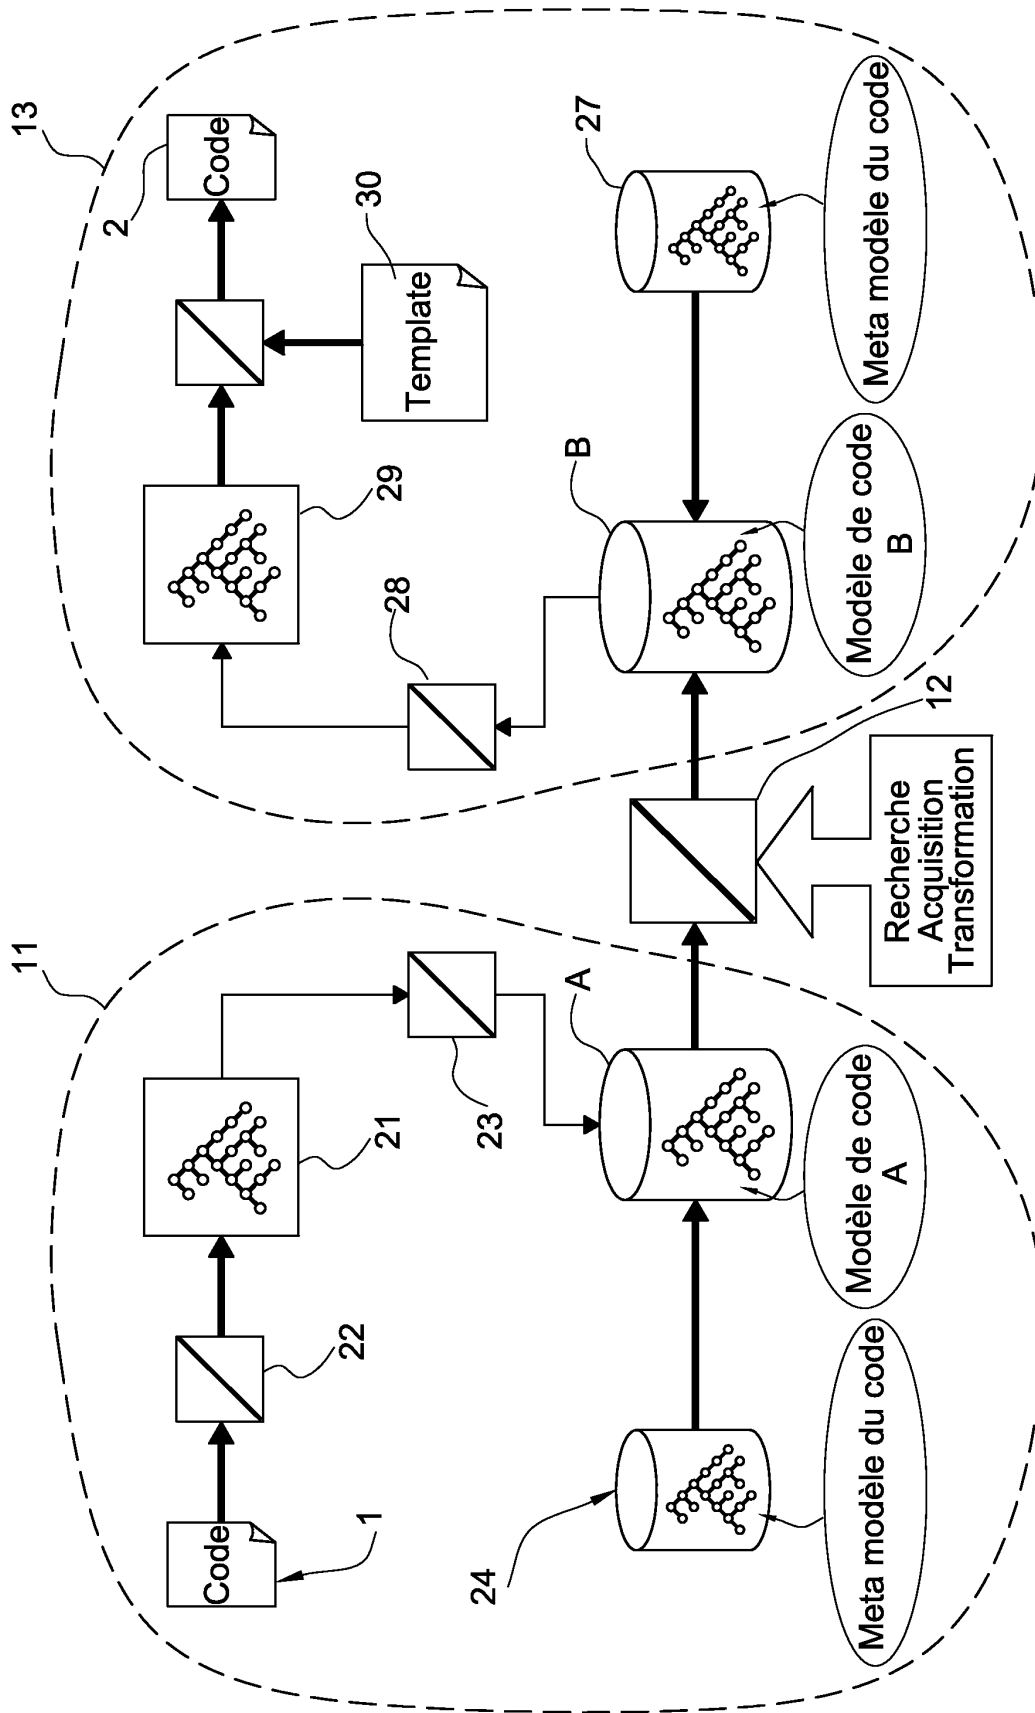 11
13
Code
1
22
21
23
A
24
Meta modèle du code
Modèle de code
A
Recherche
Acquisition
Transformation
12
28
29
Template
30
Code
2
B
27
Modèle de code
B
Meta modèle du code